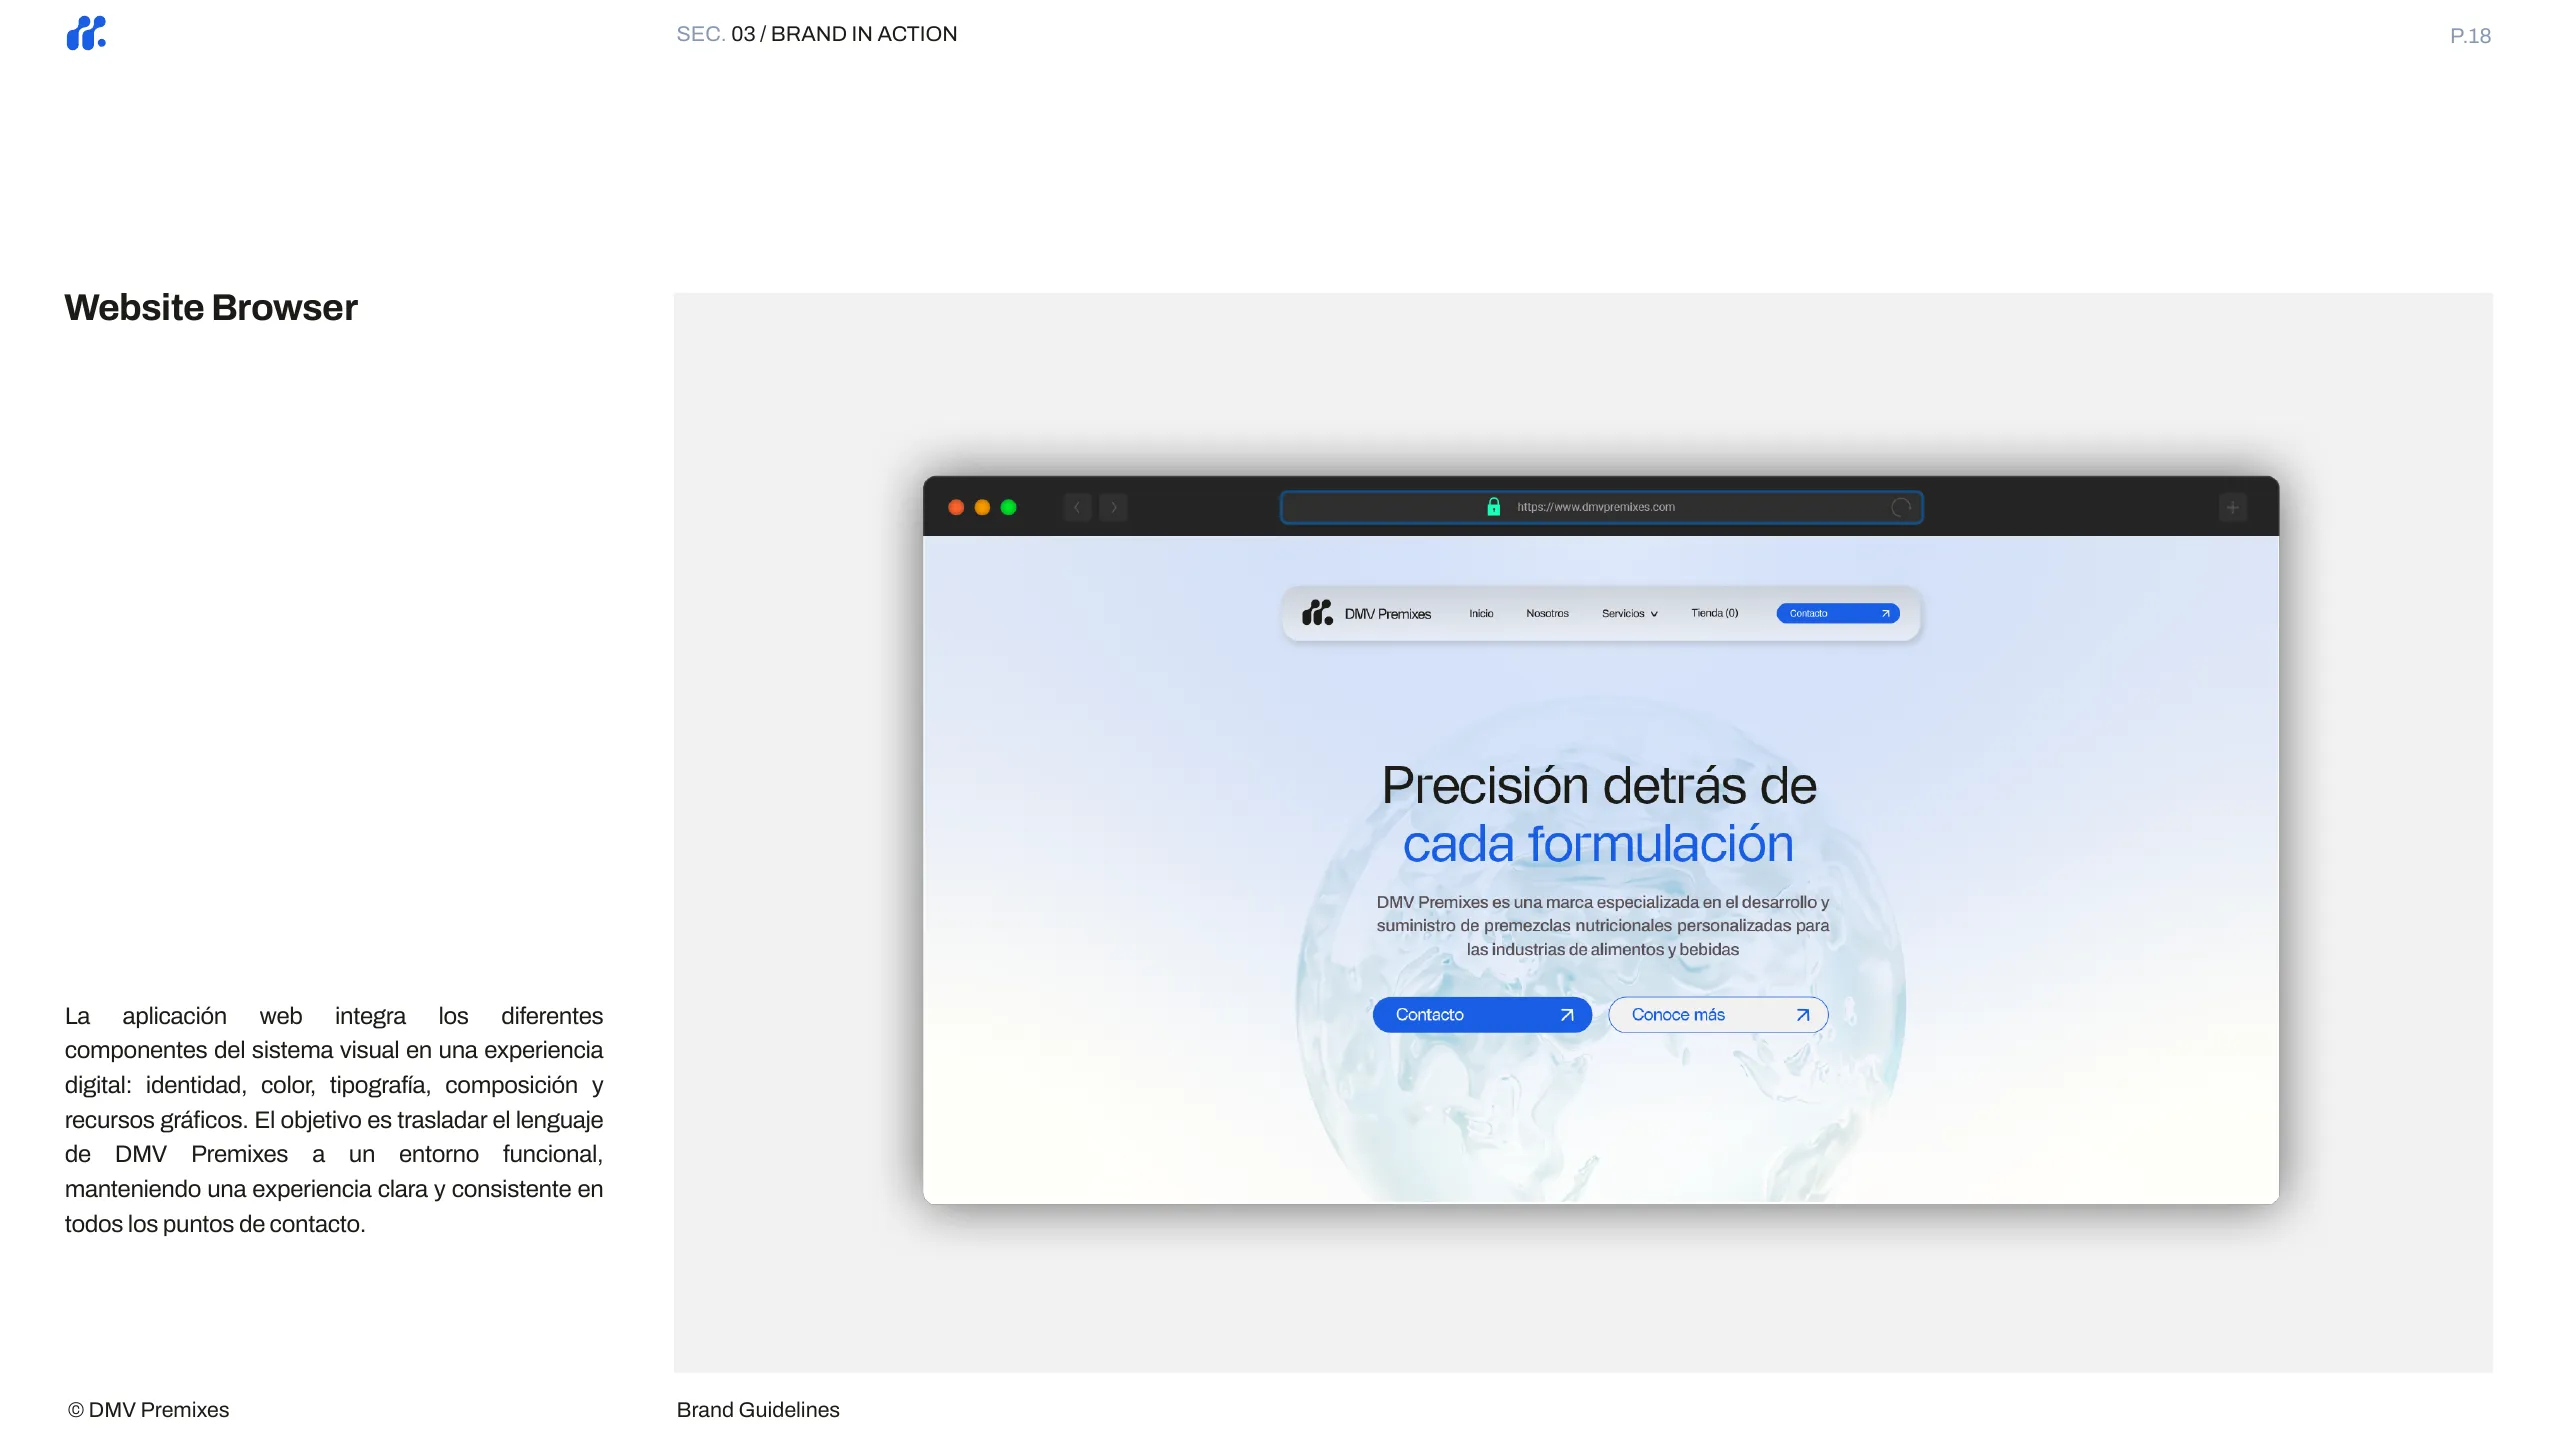 SEC. 03 / BRAND IN ACTION
P.18
Website Browser
https://www.dmvpremixes.com
DMV Premixes
Inicio
Nosotros
Servicios
Tienda (0)
Contacto
Precisión detrás de
cada formulación
DMV Premixes es una marca especializada en el desarrollo y
suministro de premezclas nutricionales personalizadas para
las industrias de alimentos y bebidas
Contacto
Conoce más
La aplicación web integra los diferentes
componentes del sistema visual en una experiencia
digital: identidad, color, tipografía, composición y
recursos gráficos. El objetivo es trasladar el lenguaje
de DMV Premixes a un entorno funcional,
manteniendo una experiencia clara y consistente en
todos los puntos de contacto.
© DMV Premixes
Brand Guidelines